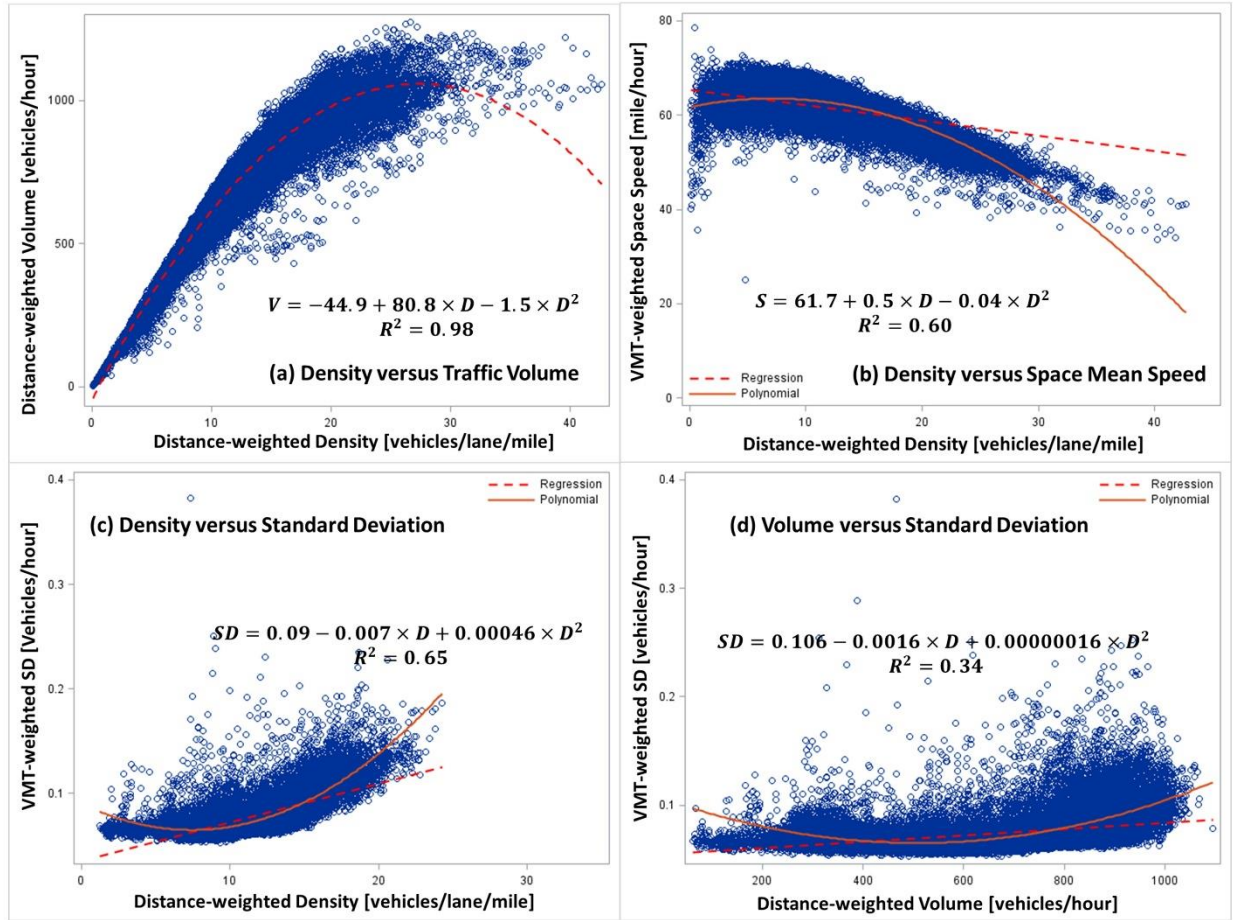 Distance-weighted Volume [vehicles/hour]
1000
500
0
V = −44.9 + 80.8 × D − 1.5 × D²
R² = 0.98
(a) Density versus Traffic Volume
0 10 20 30 40
Distance-weighted Density [vehicles/lane/mile]
VMT-weighted Space Speed [mile/hour]
80
60
40
20
0
S = 61.7 + 0.5 × D − 0.04 × D²
R² = 0.60
Regression
Polynomial
(b) Density versus Space Mean Speed
0 10 20 30 40
Distance-weighted Density [vehicles/lane/mile]
VMT-weighted SD [Vehicles/hour]
0.4
0.3
0.2
0.1
Regression
Polynomial
(c) Density versus Standard Deviation
SD = 0.09 − 0.007 × D + 0.00046 × D²
R² = 0.65
0 10 20 30
Distance-weighted Density [vehicles/lane/mile]
VMT-weighted SD [vehicles/hour]
0.4
0.3
0.2
0.1
Regression
Polynomial
(d) Volume versus Standard Deviation
SD = 0.106 − 0.0016 × D + 0.00000016 × D²
R² = 0.34
200 400 600 800 1000
Distance-weighted Volume [vehicles/hour]